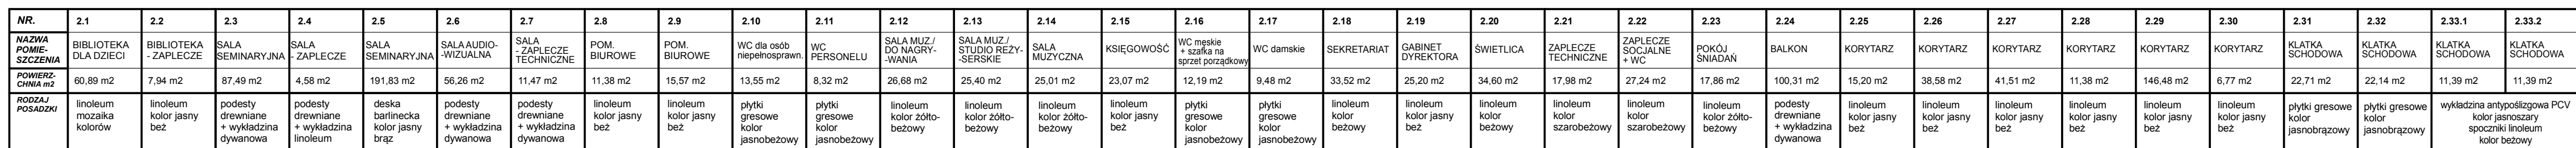 NR. 2.1 2.2 2.3 2.4 2.5 2.6 2.7 2.8 2.9 2.10 2.11 2.12 2.13 2.14 2.15 2.16 2.17 2.18 2.19 2.20 2.21 2.22 2.23 2.24 2.25 2.26 2.27 2.28 2.29 2.30 2.31 2.32 2.33.1 2.33.2
NAZWA
POMIE-
SZCZENIA
BIBLIOTEKA
DLA DZIECI
BIBLIOTEKA
- ZAPLECZE
SALA
SEMINARYJNA
SALA
- ZAPLECZE
SALA
SEMINARYJNA
SALA AUDIO-
-WIZUALNA
SALA
- ZAPLECZE
TECHNICZNE
POM.
BIUROWE
POM.
BIUROWE
WC dla osób
niepełnosprawn.
WC
PERSONELU
SALA MUZ./
DO NAGRY-
-WANIA
SALA MUZ./
STUDIO REŻY-
-SERSKIE
SALA
MUZYCZNA
KSIĘGOWOŚĆ
WC męskie
+ szafka na
sprzęt porządkowy
WC damskie
SEKRETARIAT
GABINET
DYREKTORA
ŚWIETLICA
ZAPLECZE
TECHNICZNE
ZAPLECZE
SOCJALNE
+ WC
POKÓJ
ŚNIADAŃ
BALKON
KORYTARZ
KORYTARZ
KORYTARZ
KORYTARZ
KORYTARZ
KORYTARZ
KLATKA
SCHODOWA
KLATKA
SCHODOWA
KLATKA
SCHODOWA
KLATKA
SCHODOWA
POWIERZ-
CHNIA m2
60,89 m2 7,94 m2 87,49 m2 4,58 m2 191,83 m2 56,26 m2 11,47 m2 11,38 m2 15,57 m2 13,55 m2 8,32 m2 26,68 m2 25,40 m2 25,01 m2 23,07 m2 12,19 m2 9,48 m2 33,52 m2 25,20 m2 34,60 m2 17,98 m2 27,24 m2 17,86 m2 100,31 m2 15,20 m2 38,58 m2 41,51 m2 11,38 m2 146,48 m2 6,77 m2 22,71 m2 22,14 m2 11,39 m2 11,39 m2
RODZAJ
POSADZKI
linoleum
mozaika
kolorów
linoleum
kolor jasny
beż
podesty
drewniane
+ wykładzina
dywanowa
podesty
drewniane
+ wykładzina
linoleum
deska
barlinecka
kolor jasny
brąz
podesty
drewniane
+ wykładzina
dywanowa
podesty
drewniane
+ wykładzina
dywanowa
linoleum
kolor jasny
beż
linoleum
kolor jasny
beż
płytki
gresowe
kolor
jasnobeżowy
płytki
gresowe
kolor
jasnobeżowy
linoleum
kolor żółto-
beżowy
linoleum
kolor żółto-
beżowy
linoleum
kolor żółto-
beżowy
linoleum
kolor jasny
beż
płytki
gresowe
kolor
jasnobeżowy
płytki
gresowe
kolor
jasnobeżowy
linoleum
kolor
beżowy
linoleum
kolor jasny
beż
linoleum
kolor
beżowy
linoleum
kolor
szarobeżowy
linoleum
kolor
szarobeżowy
linoleum
kolor żółto-
beżowy
podesty
drewniane
+ wykładzina
dywanowa
linoleum
kolor jasny
beż
linoleum
kolor jasny
beż
linoleum
kolor jasny
beż
linoleum
kolor jasny
beż
linoleum
kolor jasny
beż
linoleum
kolor jasny
beż
płytki gresowe
kolor
jasnobrązowy
płytki gresowe
kolor
jasnobrązowy
wykładzina antypoślizgowa PCV
kolor jasnoszary
spoczniki linoleum
kolor beżowy